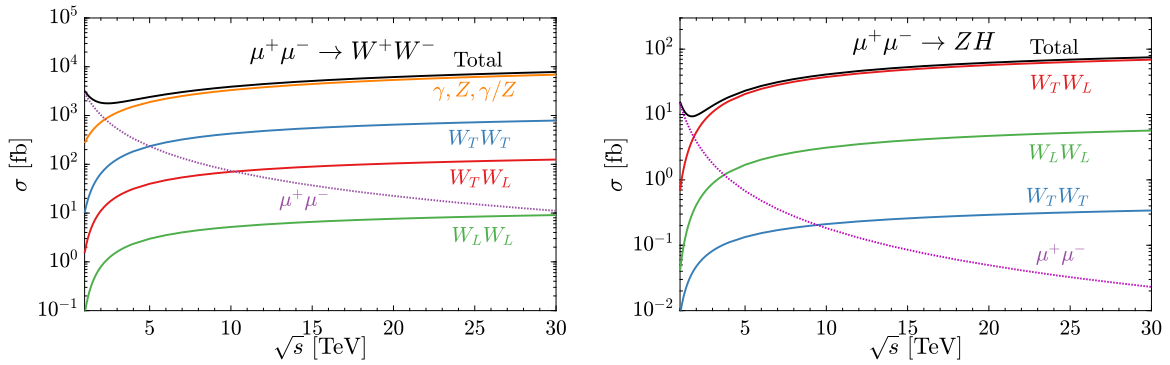 μ⁺μ⁻ → W⁺W⁻
Total
γ, Z, γ/Z
W_T W_T
W_T W_L
μ⁺μ⁻
W_L W_L
10⁵
10⁴
10³
10²
10¹
10⁰
10⁻¹
σ [fb]
5
10
15
20
25
30
√s [TeV]
μ⁺μ⁻ → ZH
Total
W_T W_L
W_L W_L
W_T W_T
μ⁺μ⁻
10²
10¹
10⁰
10⁻¹
10⁻²
σ [fb]
5
10
15
20
25
30
√s [TeV]